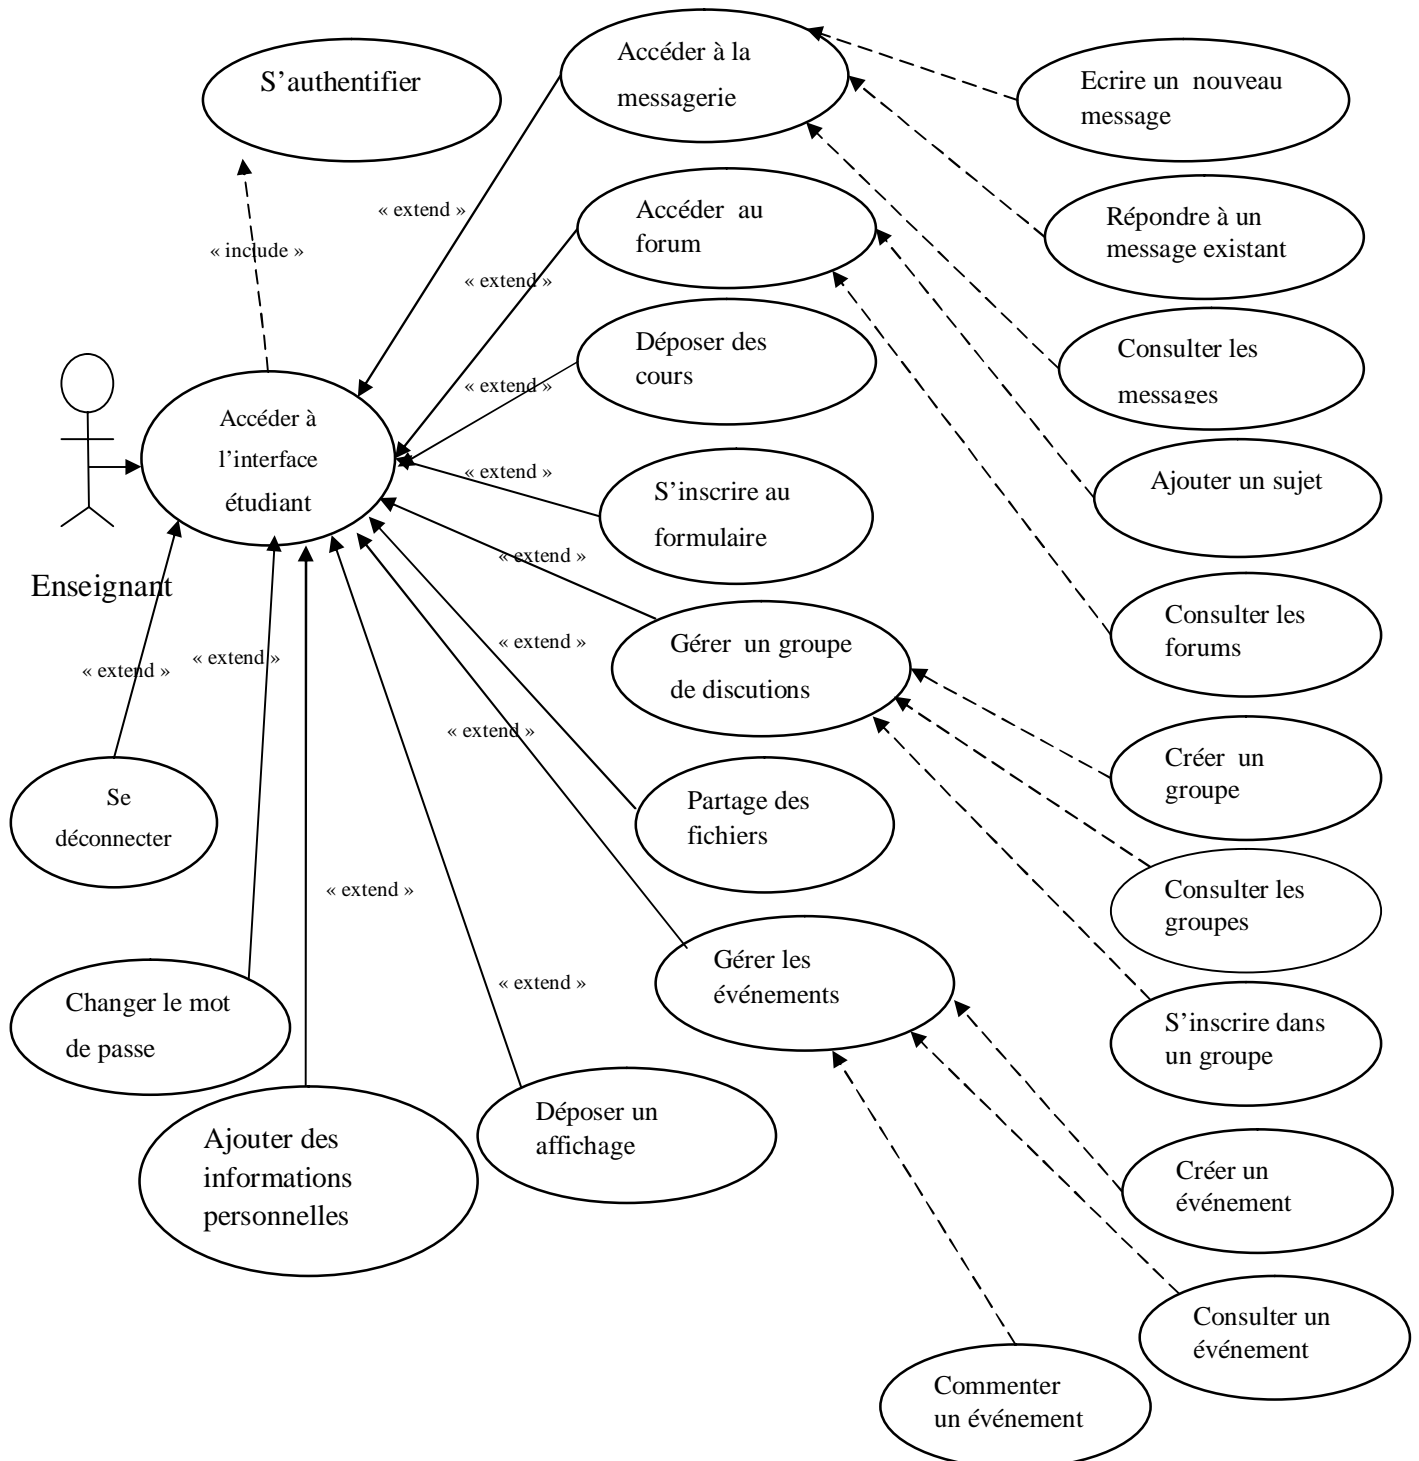 S’authentifier
Accéder à la
messagerie
Ecrire un nouveau
message
« extend »
Accéder au
forum
Répondre à un
message existant
« include »
« extend »
Déposer des
cours
Consulter les
messages
« extend »
Accéder à
l’interface
étudiant
« extend »
S’inscrire au
formulaire
Ajouter un sujet
« extend »
Enseignant
« extend »
Gérer un groupe
de discutions
Consulter les
forums
« extend »
« extend »
« extend »
Créer un
groupe
Se
déconnecter
Partage des
fichiers
« extend »
Consulter les
groupes
Gérer les
événements
« extend »
Changer le mot
de passe
S’inscrire dans
un groupe
Déposer un
affichage
Ajouter des
informations
personnelles
Créer un
événement
Consulter un
événement
Commenter
un événement